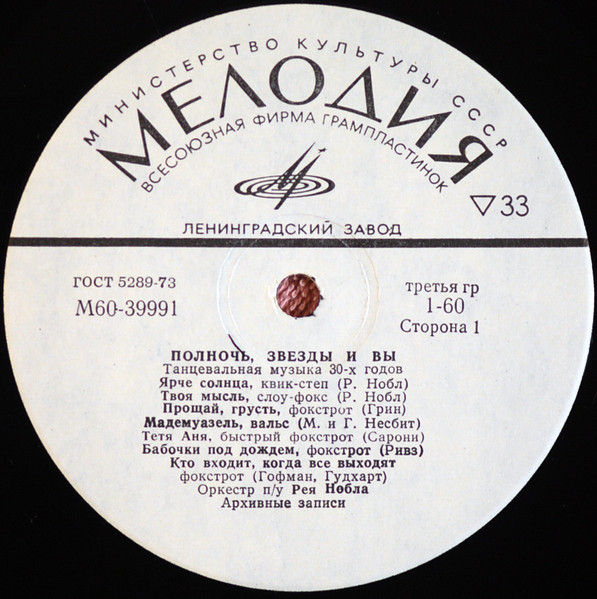 МИНИСТЕРСТВО КУЛЬТУРЫ СССР
МЕЛОДИЯ
ВСЕСОЮЗНАЯ ФИРМА ГРАМПЛАСТИНОК
33
ЛЕНИНГРАДСКИЙ ЗАВОД
ГОСТ 5289-73
М60-39991
третья гр
1-60
Сторона 1
ПОЛНОЧЬ, ЗВЕЗДЫ И ВЫ
Танцевальная музыка 30-х годов
Ярче солнца, квик-степ (Р. Нобл)
Твоя мысль, слоу-фокс (Р. Нобл)
Прощай, грусть, фокстрот (Грин)
Мадемуазель, вальс (М. и Г. Несбит)
Тетя Аня, быстрый фокстрот (Сарони)
Бабочки под дождем, фокстрот (Ривз)
Кто входит, когда все выходят
фокстрот (Гофман, Гудхарт)
Оркестр п/у Рея Нобла
Архивные записи